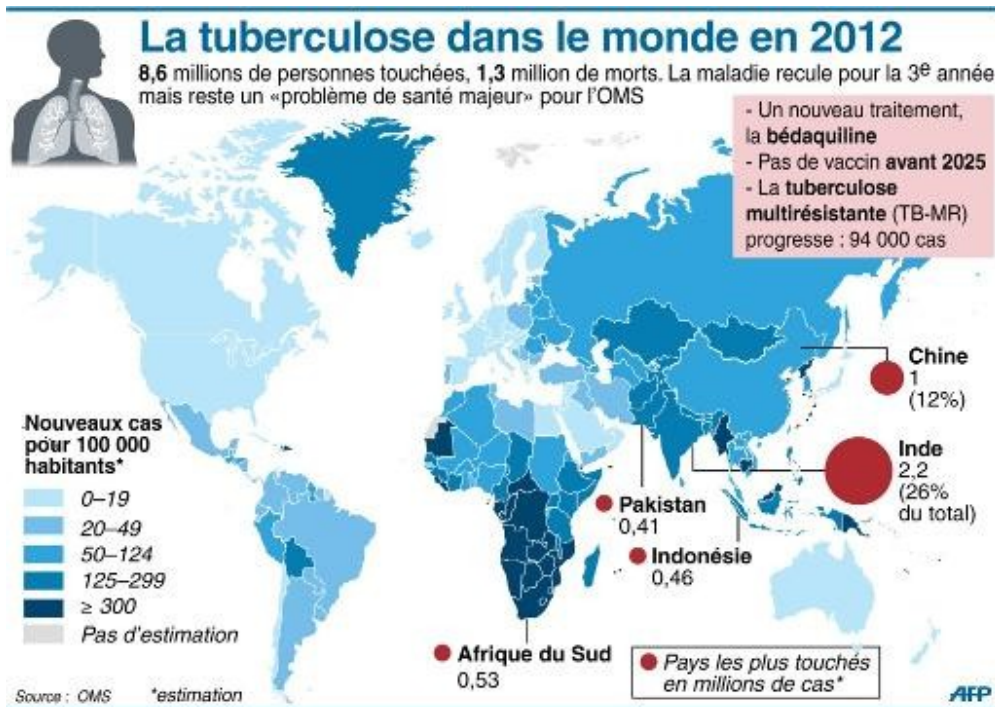 La tuberculose dans le monde en 2012
8,6 millions de personnes touchées, 1,3 million de morts. La maladie recule pour la 3e année
mais reste un «problème de santé majeur» pour l'OMS
- Un nouveau traitement,
la bédaquiline
- Pas de vaccin avant 2025
- La tuberculose
multirésistante (TB-MR)
progresse : 94 000 cas
Chine
1
(12%)
Inde
2,2
(26%
du total)
Pakistan
0,41
Indonésie
0,46
Afrique du Sud
0,53
Nouveaux cas
pour 100 000
habitants*
0–19
20–49
50–124
125–299
≥ 300
Pas d'estimation
Pays les plus touchés
en millions de cas*
Source : OMS
*estimation
AFP